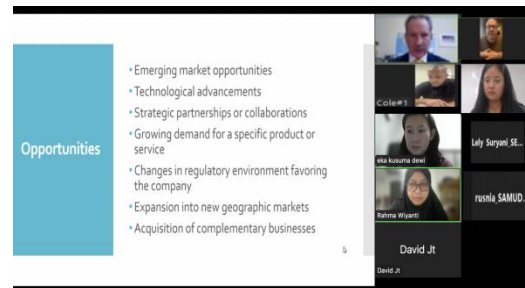 Opportunities
• Emerging market opportunities
• Technological advancements
• Strategic partnerships or collaborations
• Growing demand for a specific product or
service
• Changes in regulatory environment favoring
the company
• Expansion into new geographic markets
• Acquisition of complementary businesses
Cole#1
eka kusuma dewi
Lely Suryani_SE...
Rahma Wiyanti
rusnia_SAMUD...
David Jt
David Jt